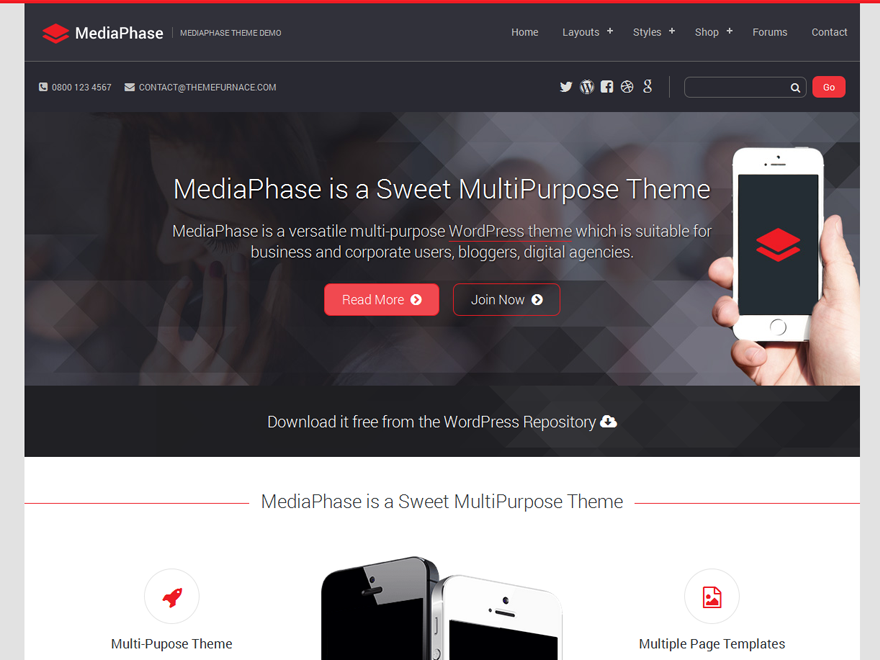 MediaPhase
MEDIAPHASE THEME DEMO
Home Layouts + Styles + Shop + Forums Contact
0800 123 4567 CONTACT@THEMEFURNACE.COM
Go
MediaPhase is a Sweet MultiPurpose Theme
MediaPhase is a versatile multi-purpose WordPress theme which is suitable for
business and corporate users, bloggers, digital agencies.
Read More Join Now
Download it free from the WordPress Repository
MediaPhase is a Sweet MultiPurpose Theme
Multi-Pupose Theme
Multiple Page Templates